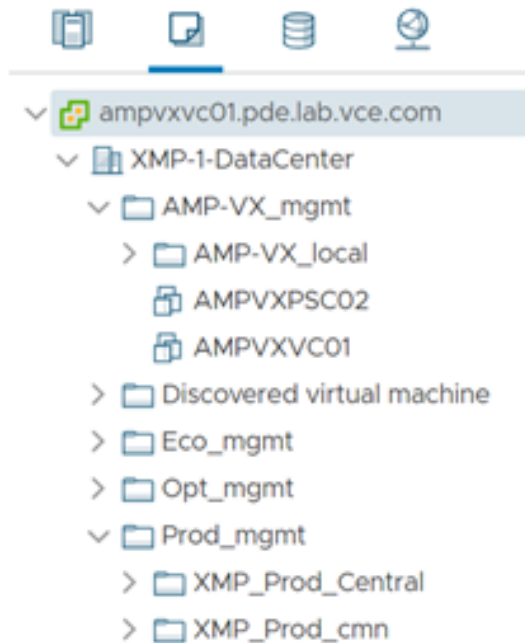 ampvxvc01.pde.lab.vce.com
XMP-1-DataCenter
AMP-VX_mgmt
AMP-VX_local
AMPVXPSC02
AMPVXVC01
Discovered virtual machine
Eco_mgmt
Opt_mgmt
Prod_mgmt
XMP_Prod_Central
XMP_Prod_cmn